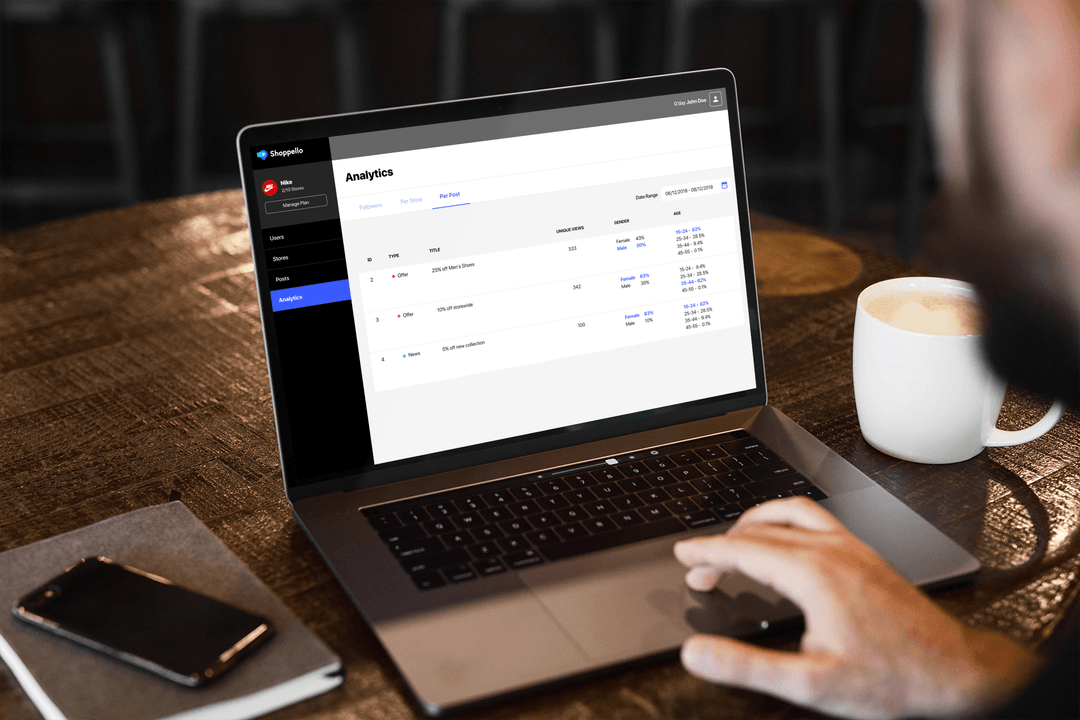 G'day John Doe
Shoppello
Nike
3/10 Stores
Manage Plan
Users
Stores
Posts
Analytics
Analytics
Followers
Per Store
Per Post
Date Range
06/12/2018 - 08/12/2018
ID
TYPE
TITLE
UNIQUE VIEWS
GENDER
AGE
2
Offer
25% off Men's Shoes
333
Female 43%
Male 50%
15-24 - 62%
25-34 - 28.5%
35-44 - 9.4%
45-55 - 0.1%
3
Offer
10% off storewide
342
Female 63%
Male 35%
15-24 - 9.4%
25-34 - 28.5%
35-44 - 62%
45-55 - 0.1%
4
News
5% off new collection
100
Female 83%
Male 10%
15-24 - 62%
25-34 - 28.5%
35-44 - 9.4%
45-55 - 0.1%